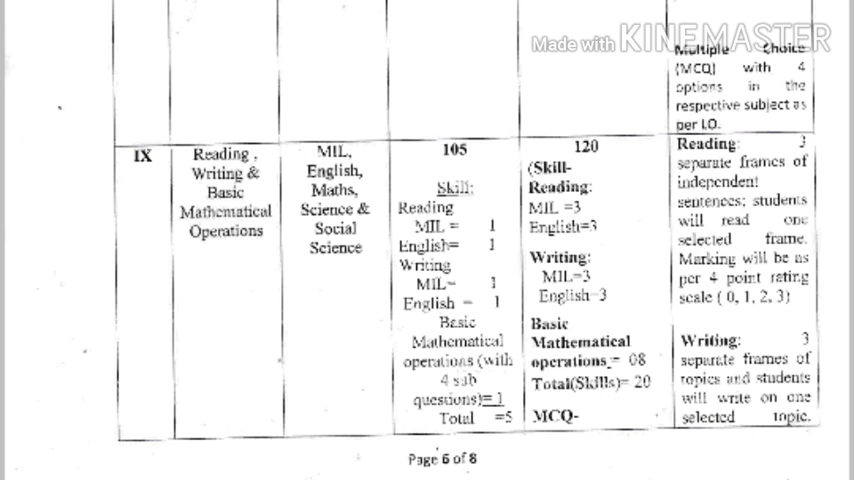 Made with KINEMASTER
Multiple Choice
(MCQ) with 4
options in the
respective subject as
per LO.
IX
Reading ,
Writing &
Basic
Mathematical
Operations
MIL,
English,
Maths,
Science &
Social
Science
105
Skill:
Reading
MIL = 1
English= 1
Writing
MIL= 1
English = 1
Basic
Mathematical
operations (with
4 sub
questions)=1
Total =5
120
(Skill-
Reading:
MIL =3
English=3
Writing:
MIL=3
English=3
Basic
Mathematical
operations = 08
Total(Skills)= 20
MCQ-
Reading: 3
separate frames of
independent
sentences; students
will read one
selected frame.
Marking will be as
per 4 point rating
scale ( 0, 1, 2, 3)
Writing: 3
separate frames of
topics and students
will write on one
selected topic.
Page 6 of 8